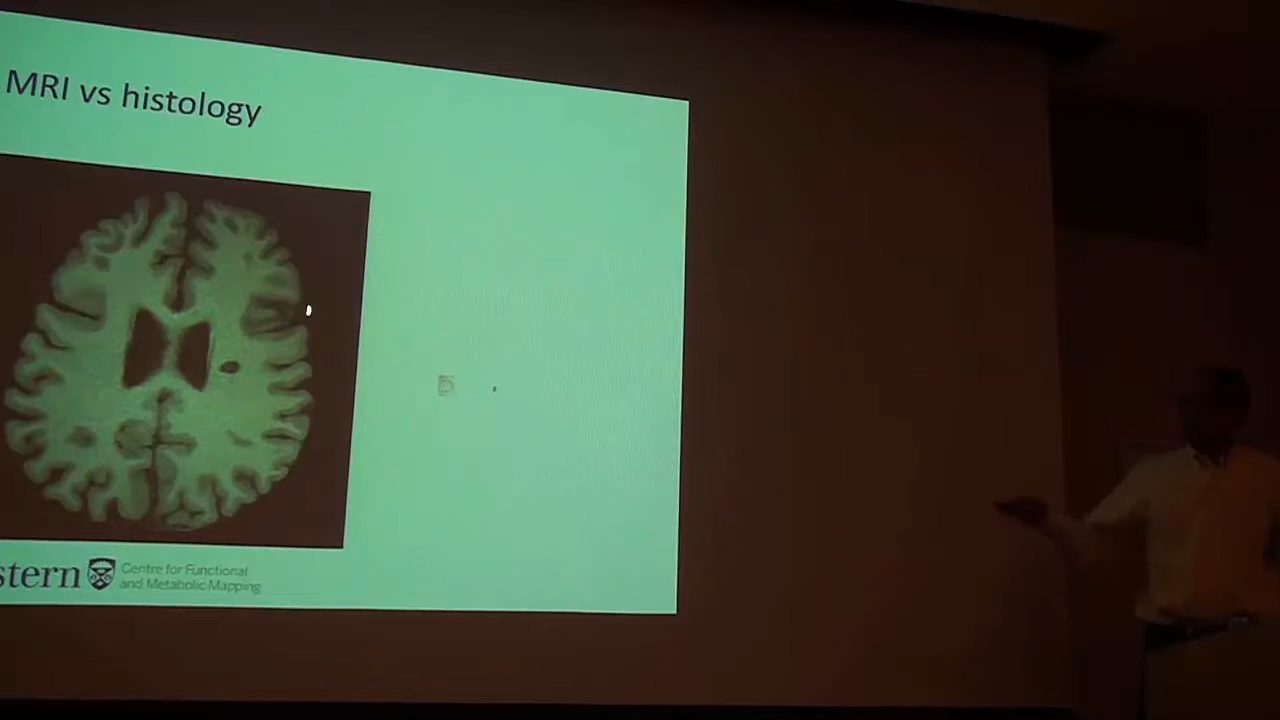 MRI vs histology
stern
Centre for Functional
and Metabolic Mapping